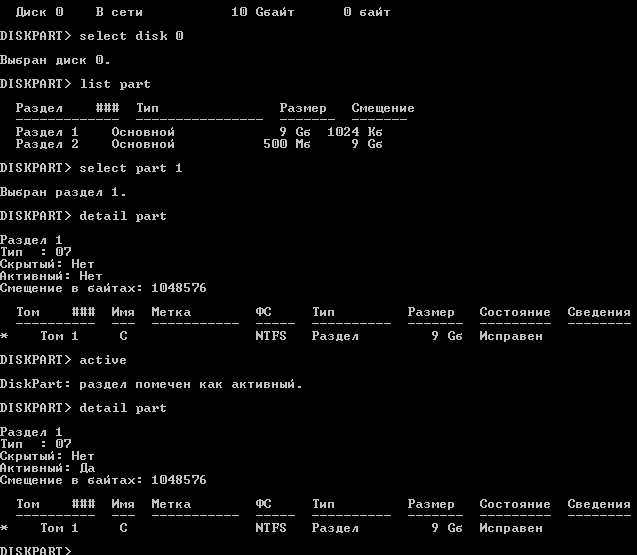 Диск 0    В сети    10 Gбайт    0 байт
DISKPART> select disk 0
Выбран диск 0.
DISKPART> list part
Раздел    ###  Тип    Размер   Смещение
-------------  ----------------  -------  --------
Раздел 1    Основной    9 Gб  1024 Kб
Раздел 2    Основной    500 Mб    9 Gб
DISKPART> select part 1
Выбран раздел 1.
DISKPART> detail part
Раздел 1
Тип  : 07
Скрытый: Нет
Активный: Нет
Смещение в байтах: 1048576
Том    ###  Имя  Метка    ФС    Тип    Размер   Состояние  Сведения
----------  ---  -----------  -----  ----------  -------  ---------  --------
*    Том 1    C    NTFS   Раздел    9 Gб  Исправен
DISKPART> active
DiskPart: раздел помечен как активный.
DISKPART> detail part
Раздел 1
Тип  : 07
Скрытый: Нет
Активный: Да
Смещение в байтах: 1048576
Том    ###  Имя  Метка    ФС    Тип    Размер   Состояние  Сведения
----------  ---  -----------  -----  ----------  -------  ---------  --------
*    Том 1    C    NTFS   Раздел    9 Gб  Исправен
DISKPART>